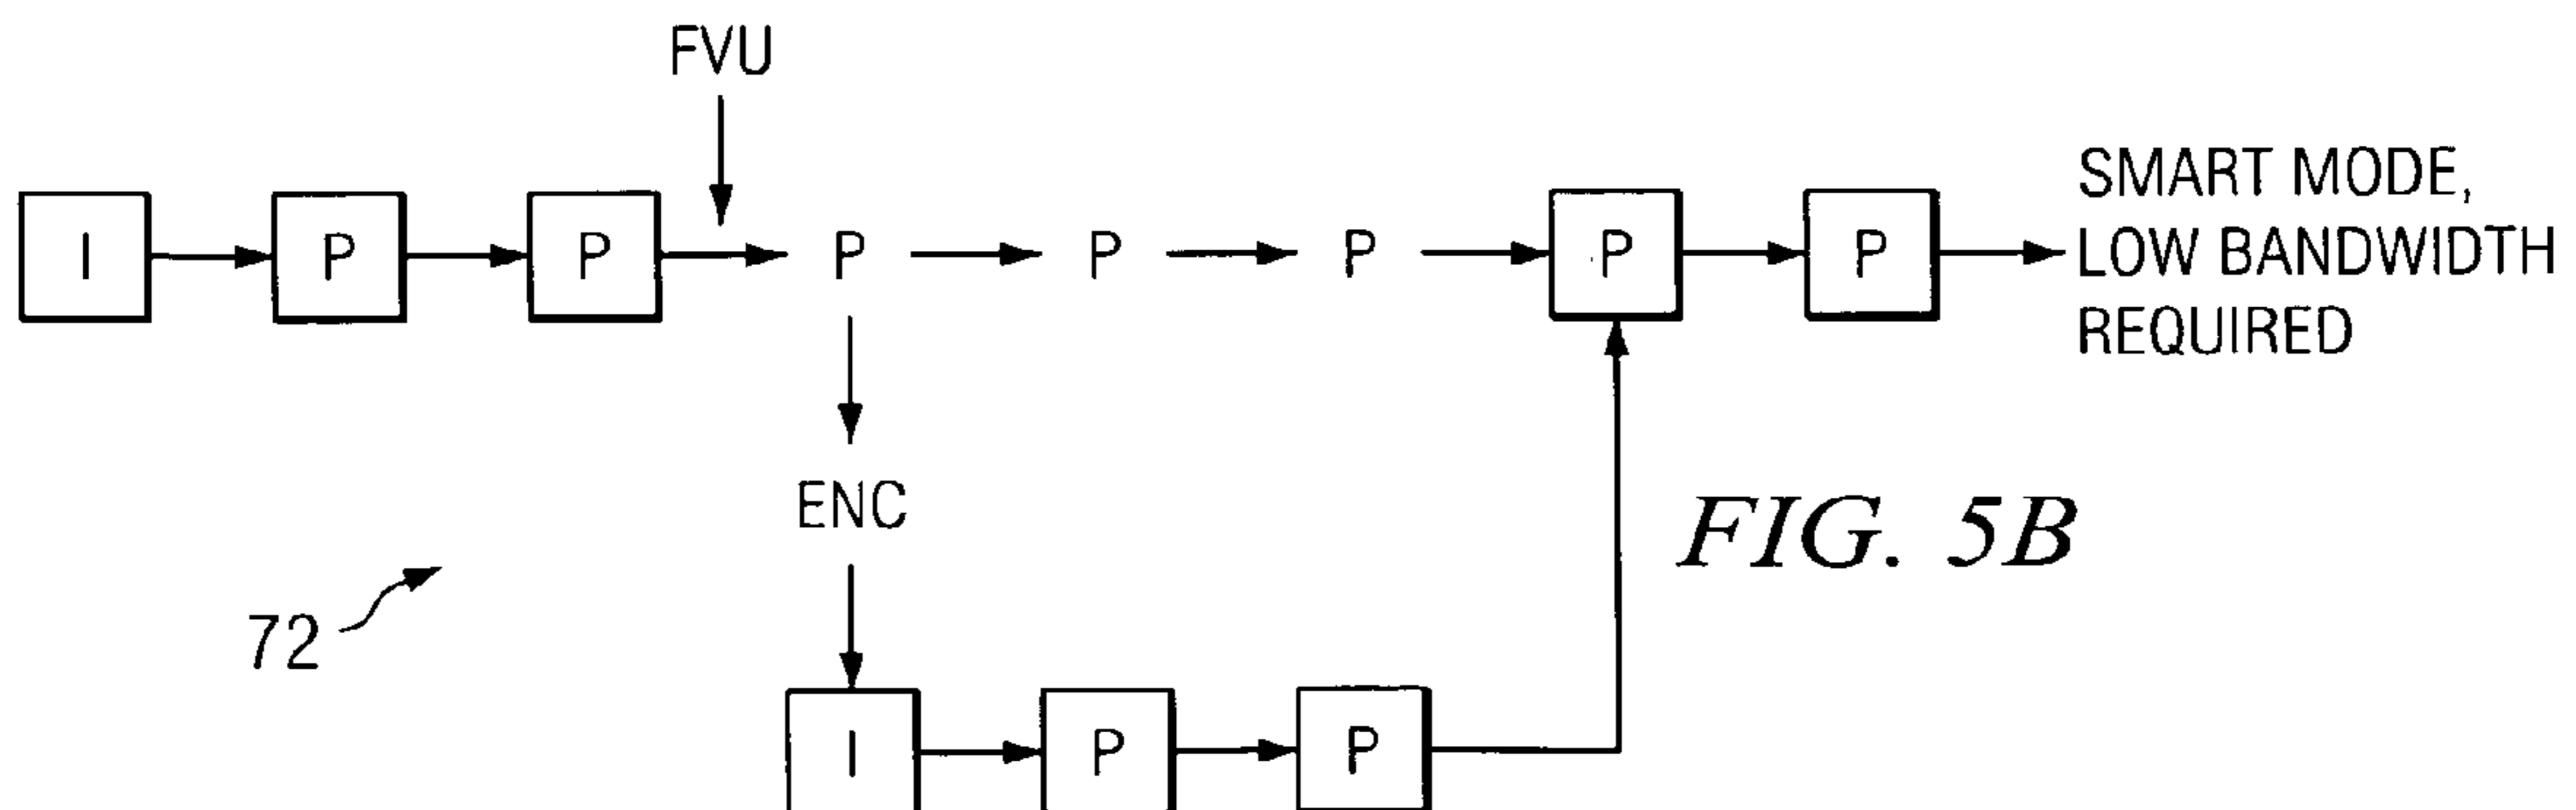 FVU
I P P P P P P P
SMART MODE,
LOW BANDWIDTH
REQUIRED
ENC
FIG. 5B
72
I P P